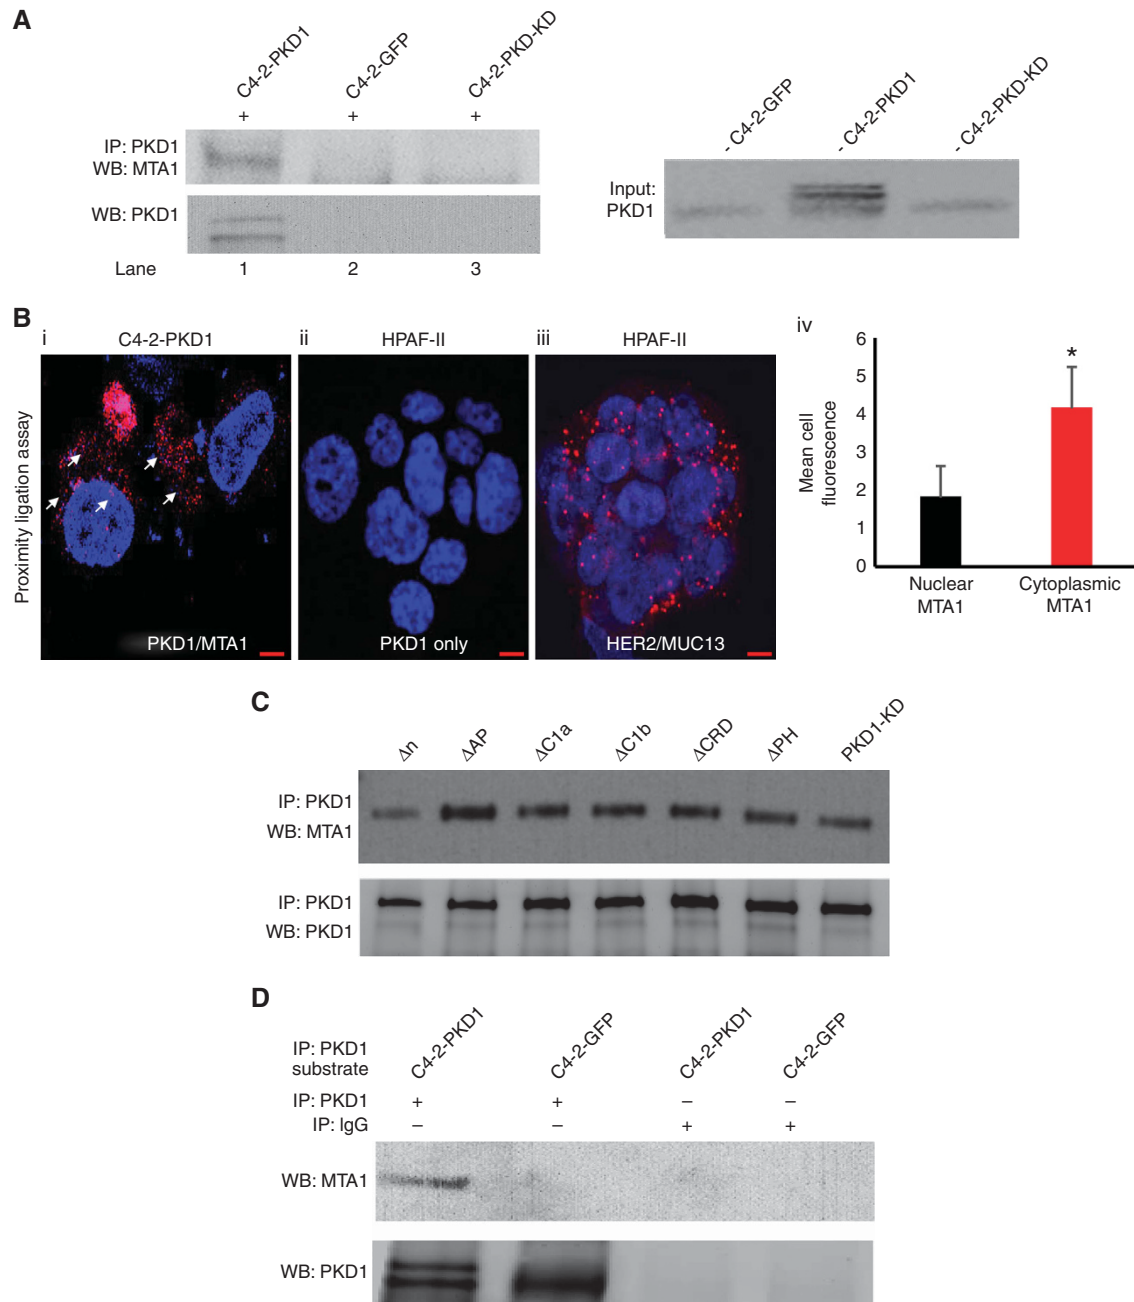 A
C4-2-PKD1
C4-2-GFP
C4-2-PKD-KD
+ + +
IP: PKD1
WB: MTA1
WB: PKD1
Lane 1 2 3
- C4-2-GFP
- C4-2-PKD1
- C4-2-PKD-KD
Input:
PKD1
B
i C4-2-PKD1
ii HPAF-II
iii HPAF-II
Proximity ligation assay
PKD1/MTA1
PKD1 only
HER2/MUC13
iv
Mean cell
fluorescence
6
5
4
3
2
1
0
*
Nuclear
MTA1
Cytoplasmic
MTA1
C
Δn
ΔAP
ΔC1a
ΔC1b
ΔCRD
ΔPH
PKD1-KD
IP: PKD1
WB: MTA1
IP: PKD1
WB: PKD1
D
IP: PKD1
substrate
C4-2-PKD1
C4-2-GFP
C4-2-PKD1
C4-2-GFP
IP: PKD1 + + – –
IP: IgG – – + +
WB: MTA1
WB: PKD1